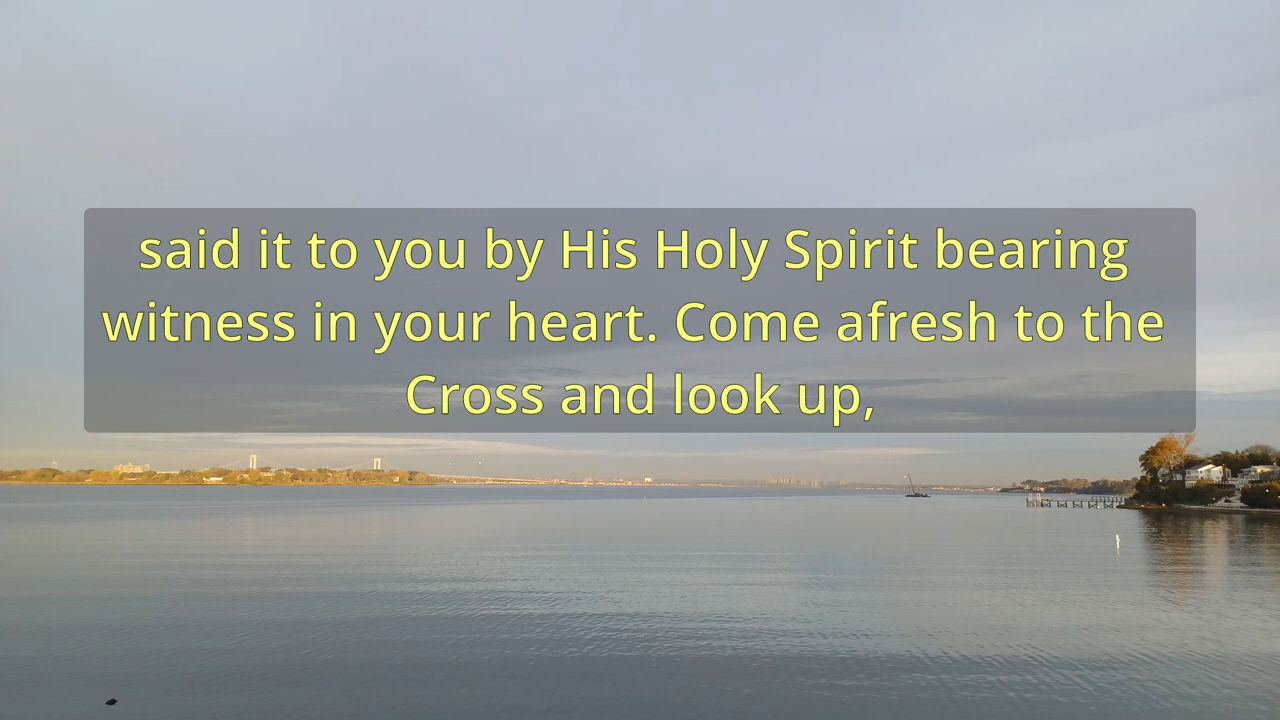 said it to you by His Holy Spirit bearing
witness in your heart. Come afresh to the
Cross and look up,